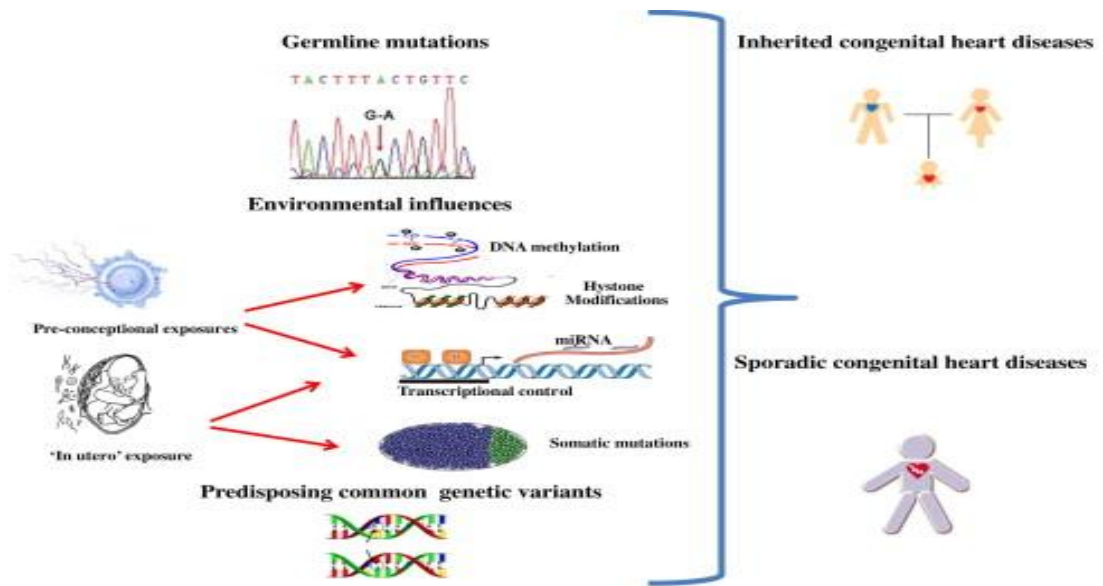 Germline mutations
Inherited congenital heart diseases
T A C T T T A C T G T T C
G-A
Environmental influences
DNA methylation
Hystone
Modifications
Pre-conceptional exposures
miRNA
Transcriptional control
Sporadic congenital heart diseases
Somatic mutations
'In utero' exposure
Predisposing common genetic variants